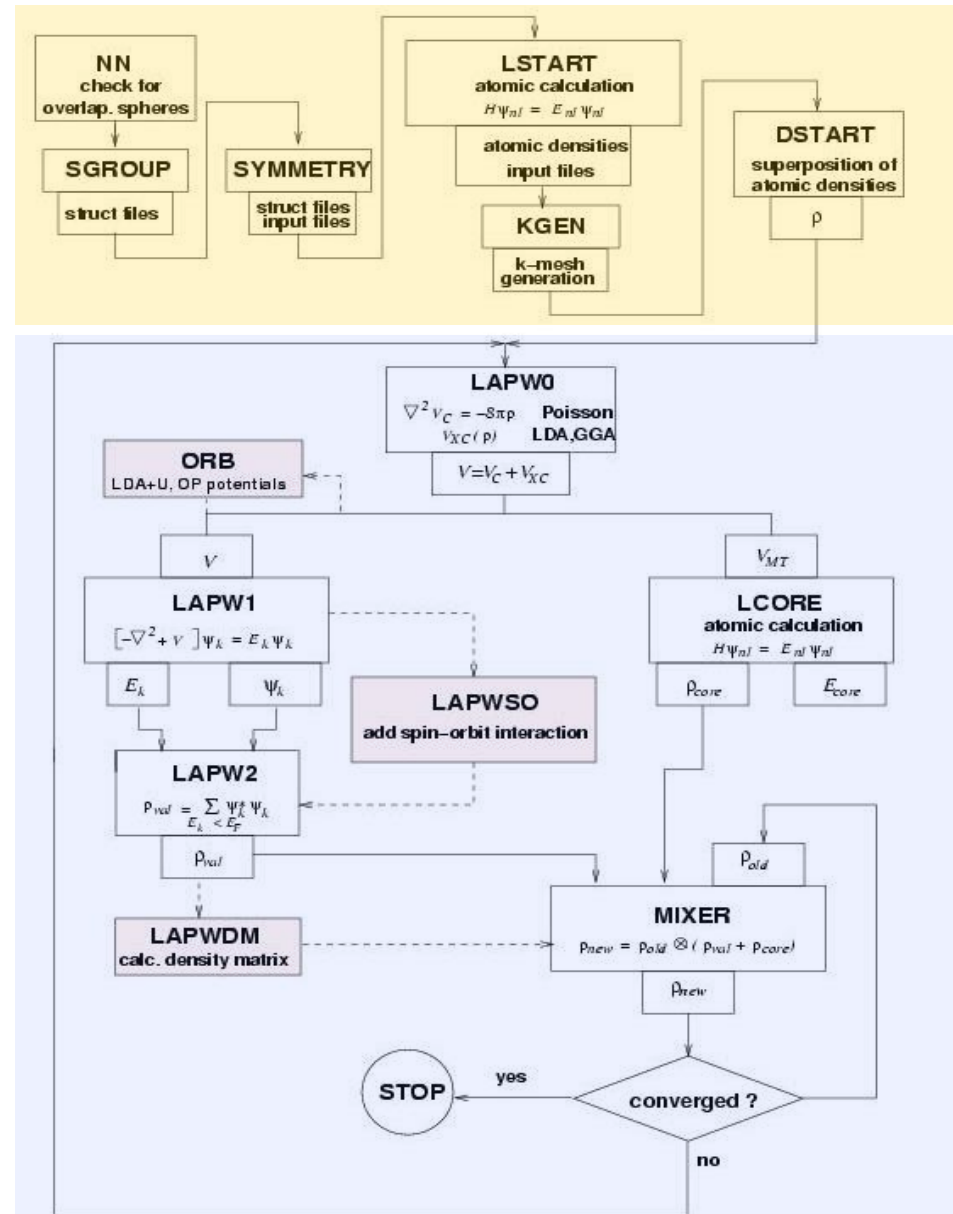 NN
check for
overlap. spheres
SGROUP
struct files
SYMMETRY
struct files
input files
LSTART
atomic calculation
Hψnl = Enl ψnl
atomic densities
input files
KGEN
k−mesh
generation
DSTART
superposition of
atomic densities
ρ
LAPW0
▽²VC = −8πρ Poisson
VXC(ρ) LDA,GGA
V=VC+VXC
ORB
LDA+U, OP potentials
V
VMT
LAPW1
[−▽²+V]ψk = Ekψk
Ek
ψk
LCORE
atomic calculation
Hψnl = Enl ψnl
ρcore
Ecore
LAPWSO
add spin−orbit interaction
LAPW2
ρval = Σ ψ*k ψk
Ek < EF
ρval
ρold
LAPWDM
calc. density matrix
MIXER
ρnew = ρold ⊗ (ρval + ρcore)
ρnew
STOP
yes
converged ?
no